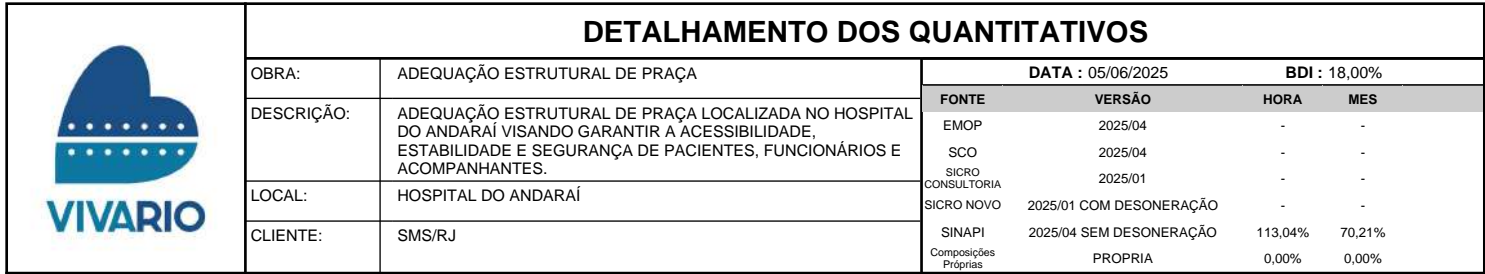 DETALHAMENTO DOS QUANTITATIVOS
VIVARIO
OBRA: ADEQUAÇÃO ESTRUTURAL DE PRAÇA
DESCRIÇÃO: ADEQUAÇÃO ESTRUTURAL DE PRAÇA LOCALIZADA NO HOSPITAL
DO ANDARAÍ VISANDO GARANTIR A ACESSIBILIDADE,
ESTABILIDADE E SEGURANÇA DE PACIENTES, FUNCIONÁRIOS E
ACOMPANHANTES.
LOCAL: HOSPITAL DO ANDARAÍ
CLIENTE: SMS/RJ
DATA : 05/06/2025 BDI : 18,00%
FONTE VERSÃO HORA MES
EMOP 2025/04 - -
SCO 2025/04 - -
SICRO
CONSULTORIA 2025/01 - -
SICRO NOVO 2025/01 COM DESONERAÇÃO - -
SINAPI 2025/04 SEM DESONERAÇÃO 113,04% 70,21%
Composições
Próprias PROPRIA 0,00% 0,00%